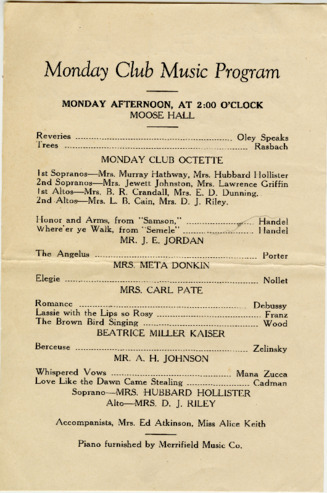 Monday Club Music Program
MONDAY AFTERNOON, AT 2:00 O'CLOCK
MOOSE HALL
Reveries ........ Oley Speaks
Trees ........ Rasbach
MONDAY CLUB OCTETTE
1st Sopranos—Mrs. Murray Hathway, Mrs. Hubbard Hollister
2nd Sopranos—Mrs. Jewett Johnston, Mrs. Lawrence Griffin
1st Altos—Mrs. B. R. Crandall, Mrs. E. D. Dunning.
2nd Altos—Mrs. L. B. Cain, Mrs. D. J. Riley.
Honor and Arms, from "Samson," ........ Handel
Where'er ye Walk, from "Semele" ........ Handel
MR. J. E. JORDAN
The Angelus ........ Porter
MRS. META DONKIN
Elegie ........ Nollet
MRS. CARL PATE
Romance ........ Debussy
Lassie with the Lips so Rosy ........ Franz
The Brown Bird Singing ........ Wood
BEATRICE MILLER KAISER
Berceuse ........ Zelinsky
MR. A. H. JOHNSON
Whispered Vows ........ Mana Zucca
Love Like the Dawn Came Stealing ........ Cadman
Soprano—MRS. HUBBARD HOLLISTER
Alto—MRS. D. J. RILEY
Accompanists, Mrs. Ed Atkinson, Miss Alice Keith
Piano furnished by Merrifield Music Co.